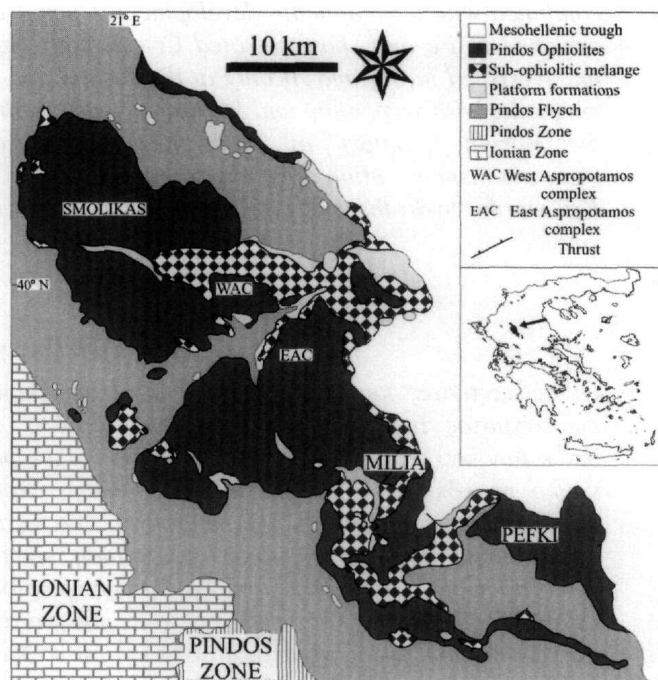 21° E
10 km
Mesohellenic trough
Pindos Ophiolites
Sub-ophiolitic melange
Platform formations
Pindos Flysch
Pindos Zone
Ionian Zone
WAC West Aspropotamos
complex
EAC East Aspropotamos
complex
Thrust
SMOLIKAS
40° N
WAC
EAC
MILIA
PEFKI
IONIAN
ZONE
PINDOS
ZONE